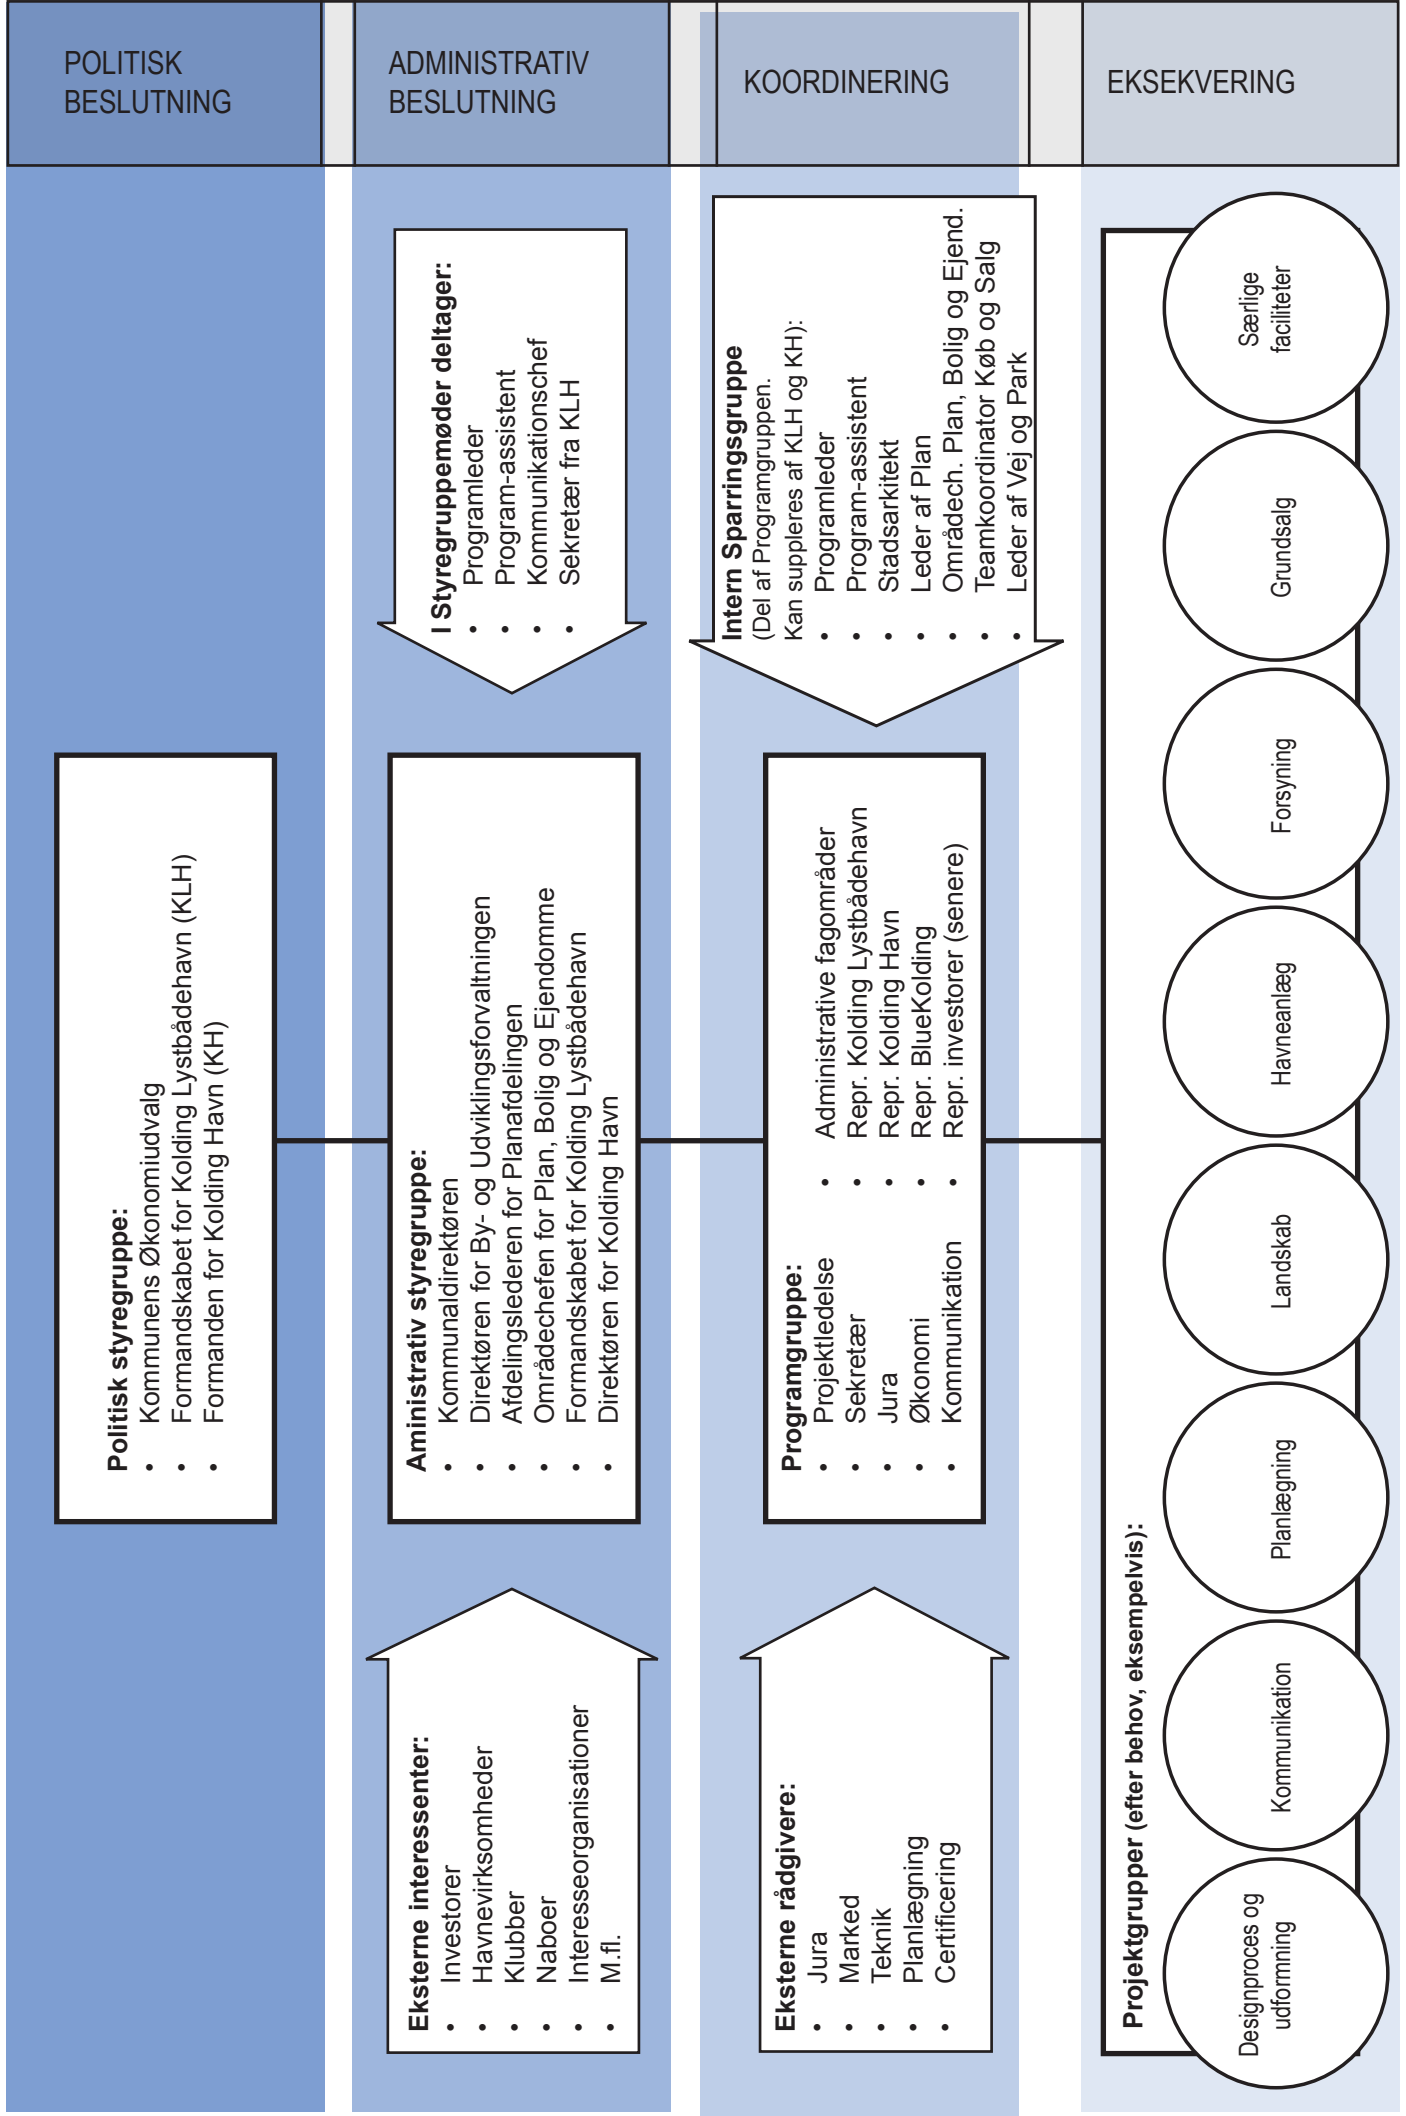 POLITISK
BESLUTNING
ADMINISTRATIV
BESLUTNING
KOORDINERING
EKSEKVERING
Politisk styregruppe:
• Kommunens Økonomiudvalg
• Formandskabet for Kolding Lystbådehavn (KLH)
• Formanden for Kolding Havn (KH)
Eksterne interessenter:
• Investorer
• Havnevirksomheder
• Klubber
• Naboer
• Interesseorganisationer
• M.fl.
Aministrativ styregruppe:
• Kommunaldirektøren
• Direktøren for By- og Udviklingsforvaltningen
• Afdelingslederen for Planafdelingen
• Områdechefen for Plan, Bolig og Ejendomme
• Formandskabet for Kolding Lystbådehavn
• Direktøren for Kolding Havn
I Styregruppemøder deltager:
• Programleder
• Program-assistent
• Kommunikationschef
• Sekretær fra KLH
Eksterne rådgivere:
• Jura
• Marked
• Teknik
• Planlægning
• Certificering
Programgruppe:
• Projektledelse
• Sekretær
• Jura
• Økonomi
• Kommunikation
• Administrative fagområder
• Repr. Kolding Lystbådehavn
• Repr. Kolding Havn
• Repr. BlueKolding
• Repr. investorer (senere)
Intern Sparringsgruppe
(Del af Programgruppen.
Kan suppleres af KLH og KH):
• Programleder
• Program-assistent
• Stadsarkitekt
• Leder af Plan
• Områdech. Plan, Bolig og Ejend.
• Teamkoordinator Køb og Salg
• Leder af Vej og Park
Projektgrupper (efter behov, eksempelvis):
Designproces og
udformning
Kommunikation
Planlægning
Landskab
Havneanlæg
Forsyning
Grundsalg
Særlige
faciliteter